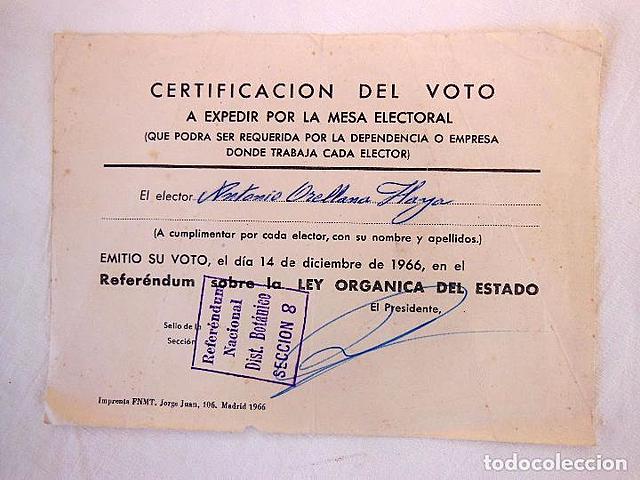 CERTIFICACION DEL VOTO
A EXPEDIR POR LA MESA ELECTORAL
(QUE PODRA SER REQUERIDA POR LA DEPENDENCIA O EMPRESA
DONDE TRABAJA CADA ELECTOR)
El elector Antonio Orellana Haya
(A cumplimentar por cada elector, con su nombre y apellidos.)
EMITIO SU VOTO, el día 14 de diciembre de 1966, en el
Referéndum sobre la LEY ORGANICA DEL ESTADO
El Presidente,
Sello de la
Sección
Referéndum
Nacional
Dist. Botánico
SECCION 8
Imprenta FNMT. Jorge Juan, 106. Madrid 1966
todocoleccion